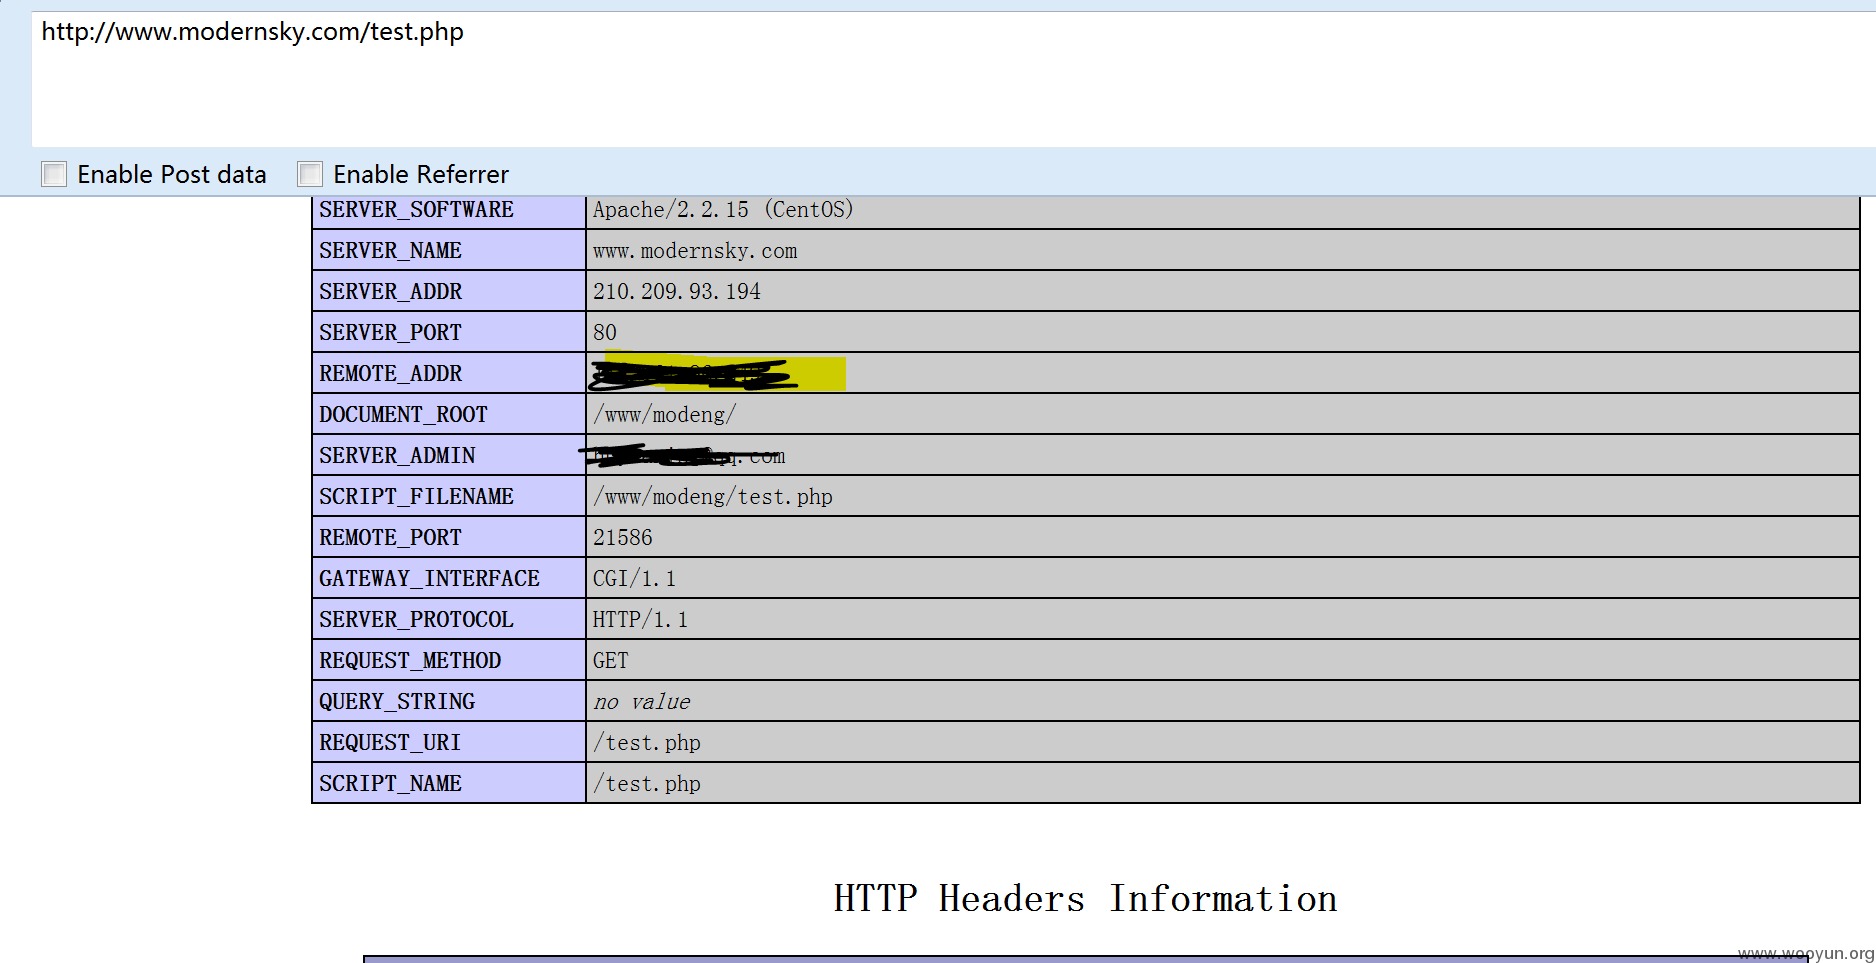 http://www.modernsky.com/test.php
Enable Post data Enable Referrer
SERVER_SOFTWARE Apache/2.2.15 (CentOS)
SERVER_NAME www.modernsky.com
SERVER_ADDR 210.209.93.194
SERVER_PORT 80
REMOTE_ADDR
DOCUMENT_ROOT /www/modeng/
SERVER_ADMIN qq.com
SCRIPT_FILENAME /www/modeng/test.php
REMOTE_PORT 21586
GATEWAY_INTERFACE CGI/1.1
SERVER_PROTOCOL HTTP/1.1
REQUEST_METHOD GET
QUERY_STRING no value
REQUEST_URI /test.php
SCRIPT_NAME /test.php
HTTP Headers Information
www.wooyun.org